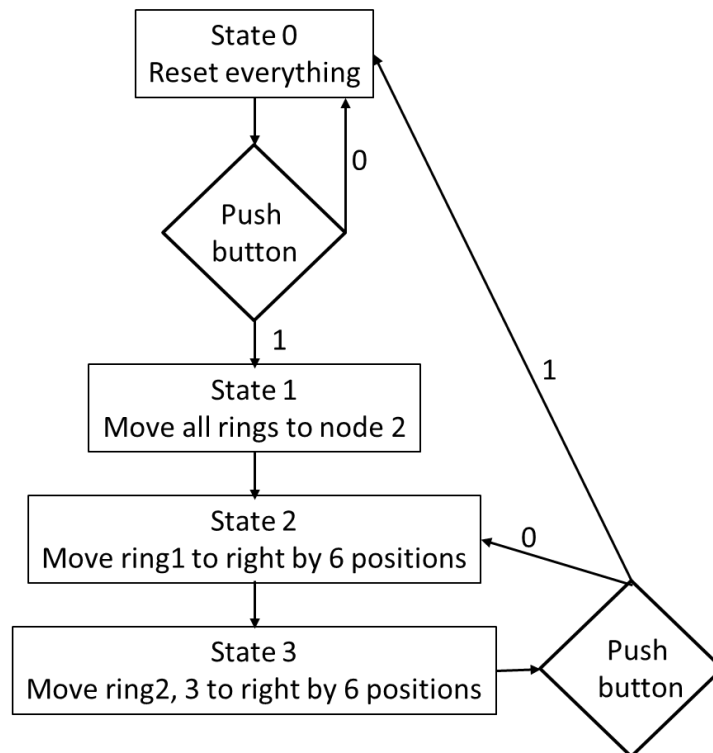 State 0
Reset everything
0
Push
button
1
State 1
Move all rings to node 2
1
State 2
Move ring1 to right by 6 positions
0
State 3
Move ring2, 3 to right by 6 positions
Push
button